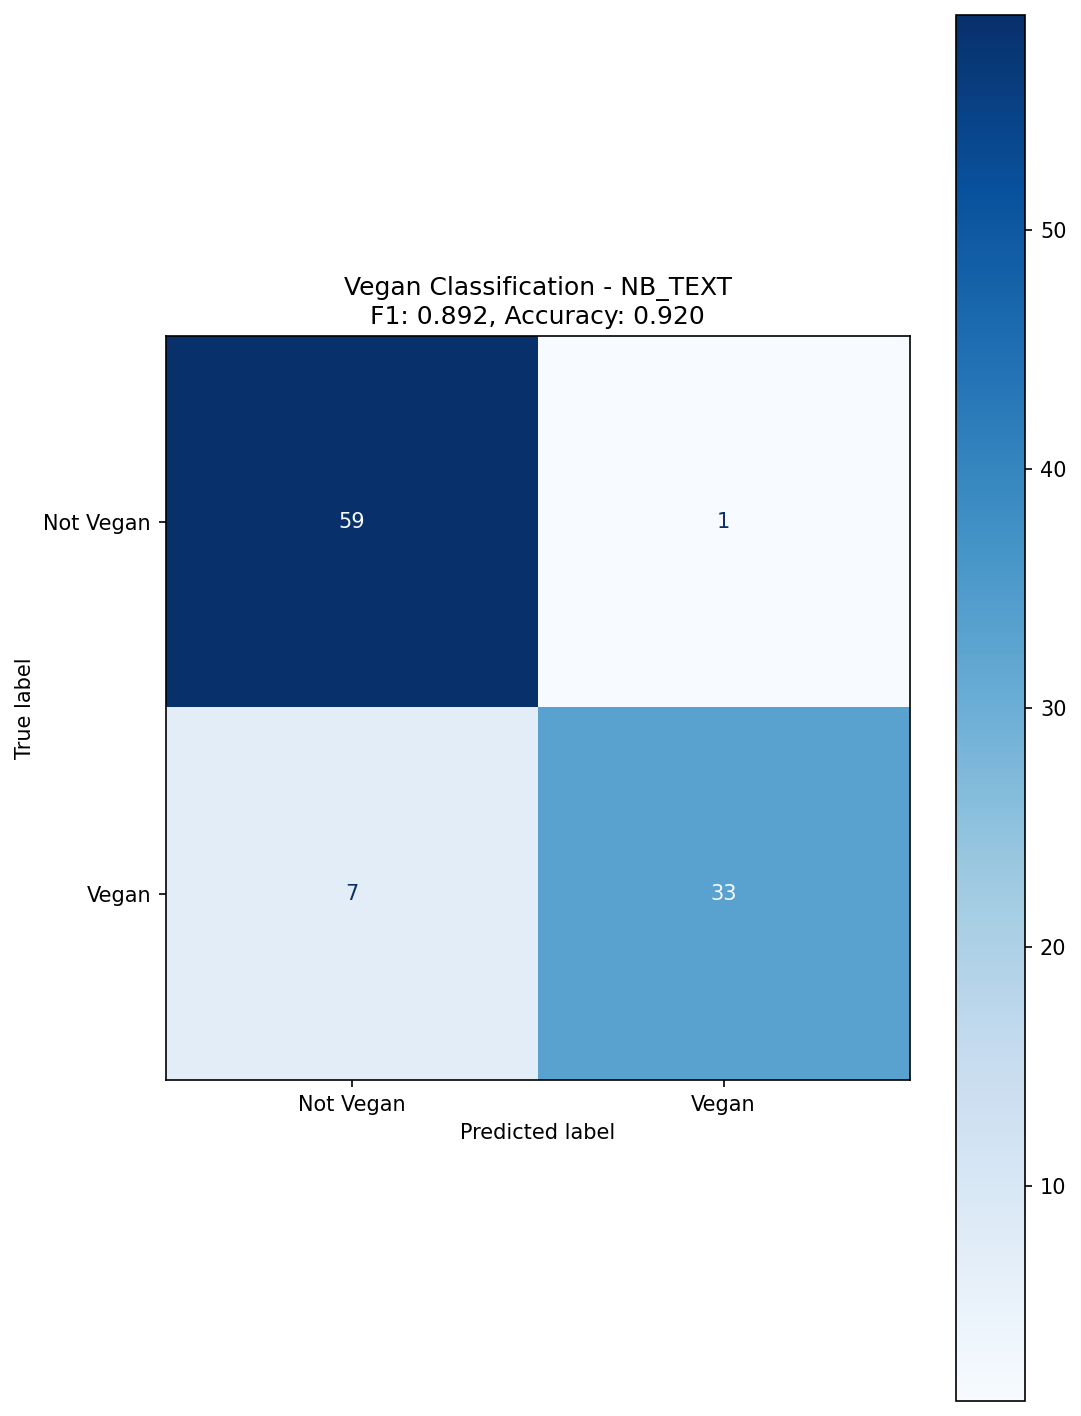 Vegan Classification - NB_TEXT
F1: 0.892, Accuracy: 0.920
True label
Not Vegan
59
1
Vegan
7
33
Not Vegan
Vegan
Predicted label
50
40
30
20
10